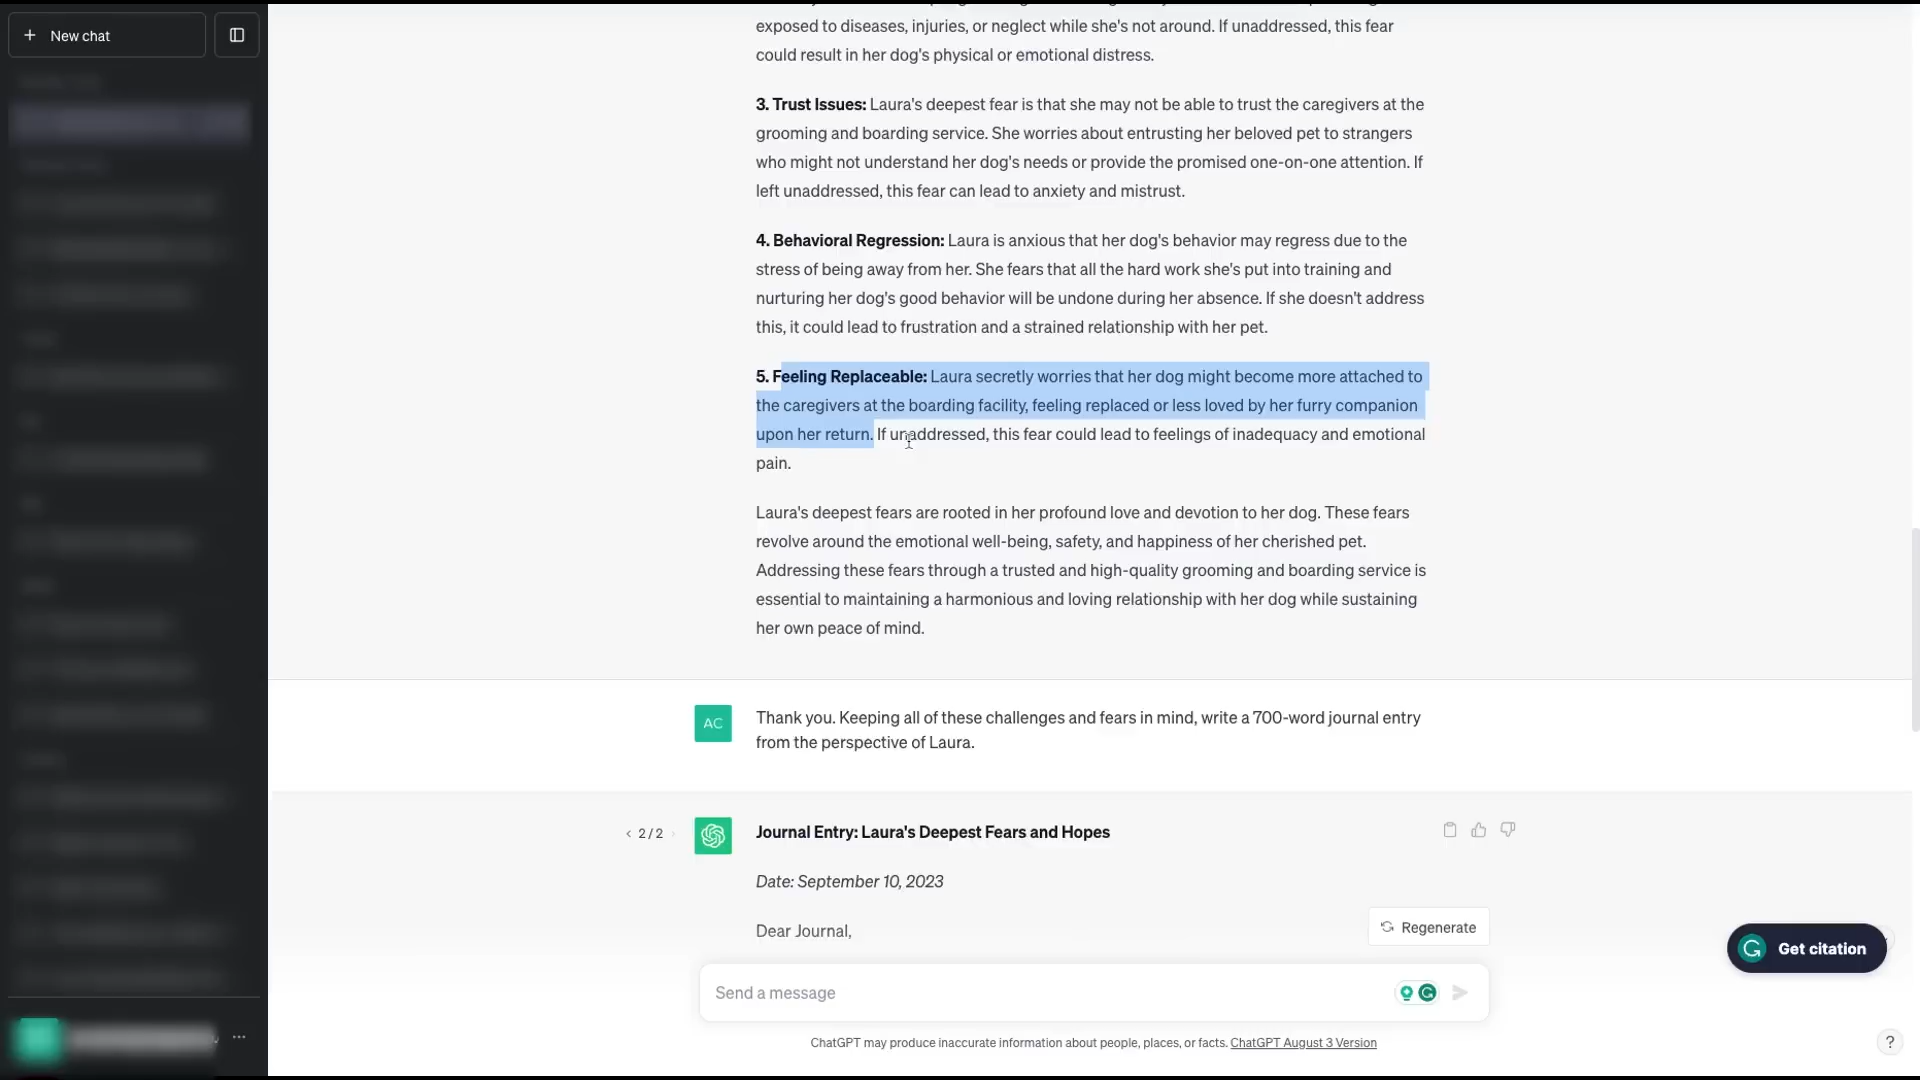 New chat
exposed to diseases, injuries, or neglect while she's not around. If unaddressed, this fear
could result in her dog's physical or emotional distress.
3. Trust Issues: Laura's deepest fear is that she may not be able to trust the caregivers at the
grooming and boarding service. She worries about entrusting her beloved pet to strangers
who might not understand her dog's needs or provide the promised one-on-one attention. If
left unaddressed, this fear can lead to anxiety and mistrust.
4. Behavioral Regression: Laura is anxious that her dog's behavior may regress due to the
stress of being away from her. She fears that all the hard work she's put into training and
nurturing her dog's good behavior will be undone during her absence. If she doesn't address
this, it could lead to frustration and a strained relationship with her pet.
5. Feeling Replaceable: Laura secretly worries that her dog might become more attached to
the caregivers at the boarding facility, feeling replaced or less loved by her furry companion
upon her return. If unaddressed, this fear could lead to feelings of inadequacy and emotional
pain.
Laura's deepest fears are rooted in her profound love and devotion to her dog. These fears
revolve around the emotional well-being, safety, and happiness of her cherished pet.
Addressing these fears through a trusted and high-quality grooming and boarding service is
essential to maintaining a harmonious and loving relationship with her dog while sustaining
her own peace of mind.
AC
Thank you. Keeping all of these challenges and fears in mind, write a 700-word journal entry
from the perspective of Laura.
2 / 2
Journal Entry: Laura's Deepest Fears and Hopes
Date: September 10, 2023
Dear Journal,
Regenerate
Get citation
Send a message
ChatGPT may produce inaccurate information about people, places, or facts. ChatGPT August 3 Version
?